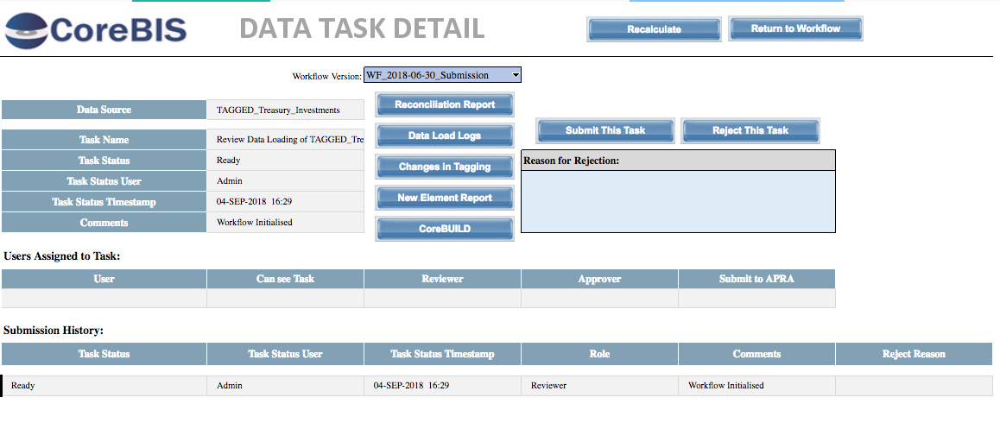 CoreBIS
DATA TASK DETAIL
Recalculate
Return to Workflow
Workflow Version: WF_2018-06-30_Submission
Data Source TAGGED_Treasury_Investments
Task Name Review Data Loading of TAGGED_Tre
Task Status Ready
Task Status User Admin
Task Status Timestamp 04-SEP-2018 16:29
Comments Workflow Initialised
Reconciliation Report
Data Load Logs
Changes in Tagging
New Element Report
CoreBUILD
Submit This Task
Reject This Task
Reason for Rejection:
Users Assigned to Task:
User Can see Task Reviewer Approver Submit to APRA
Submission History:
Task Status Task Status User Task Status Timestamp Role Comments Reject Reason
Ready Admin 04-SEP-2018 16:29 Reviewer Workflow Initialised